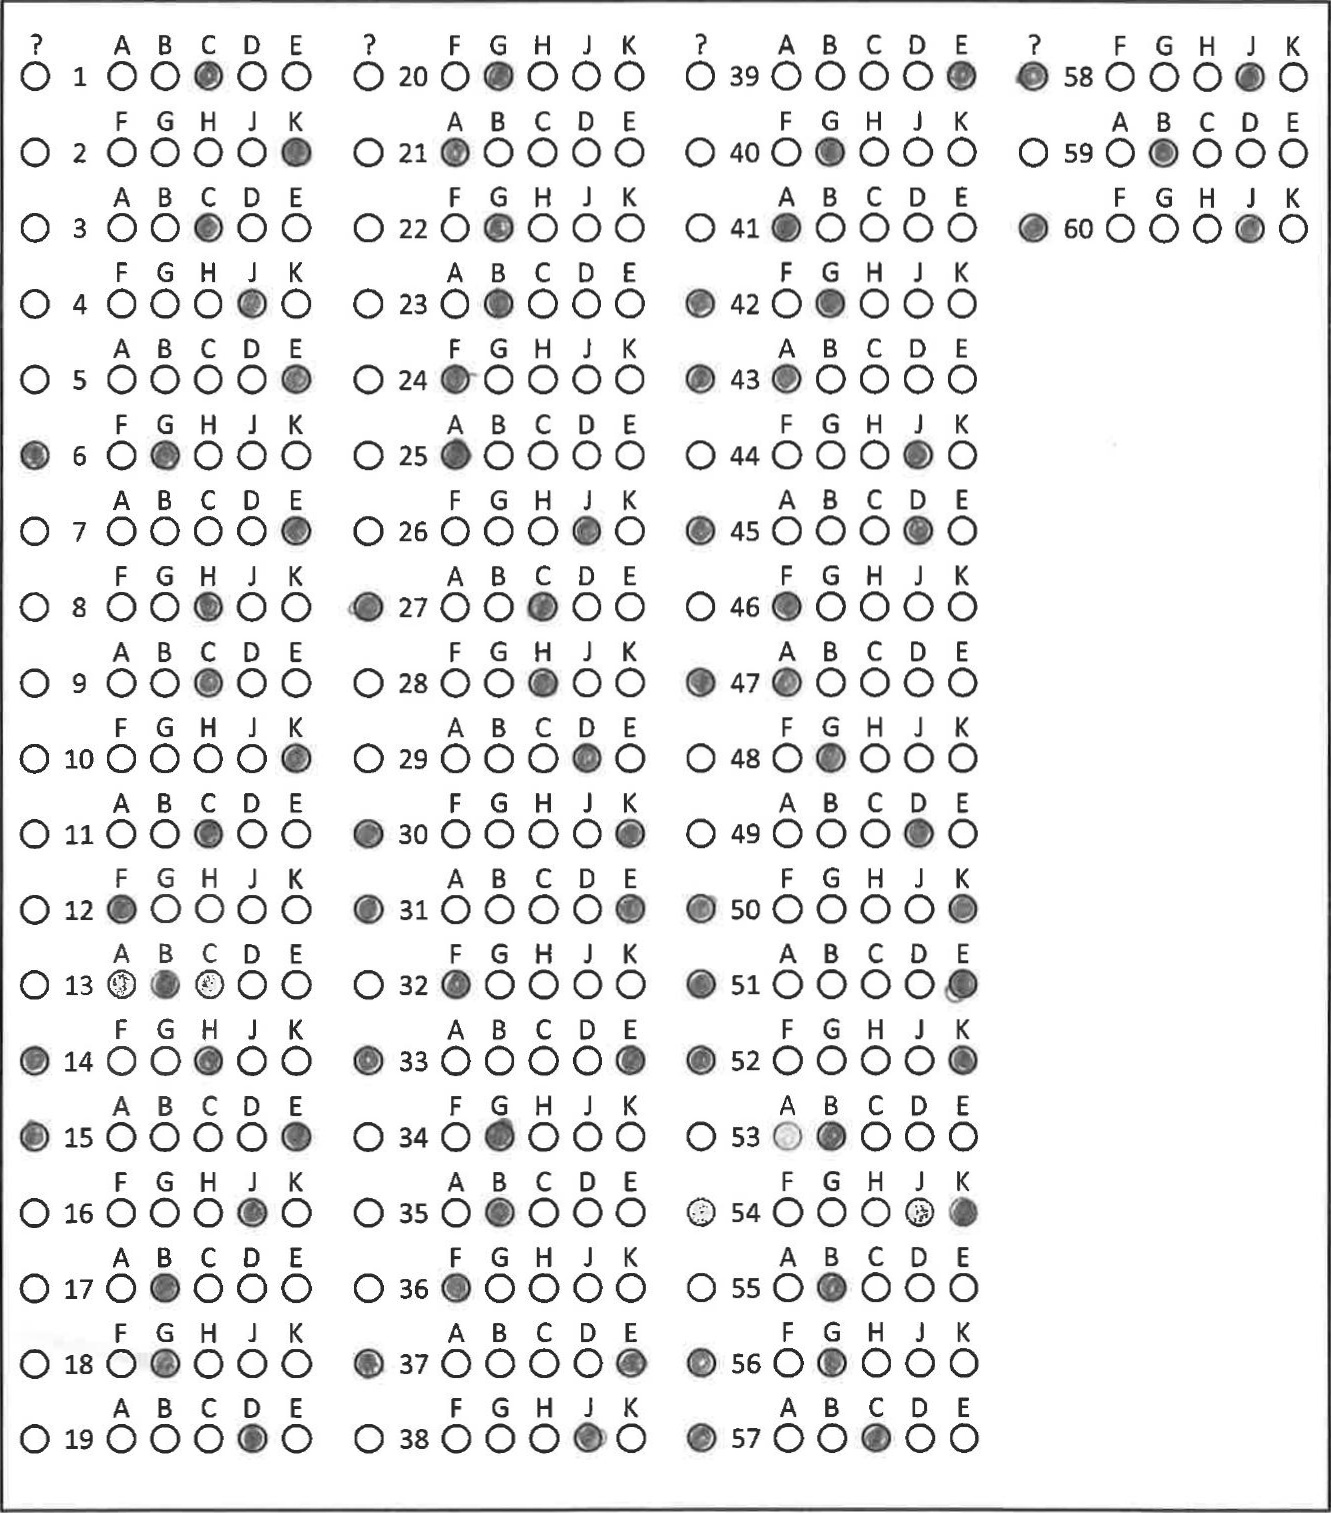 ? A B C D E ? F G H J K ? A B C D E ? F G H J K
1 20 39 58
F G H J K A B C D E F G H J K A B C D E
2 21 40 59
A B C D E F G H J K A B C D E F G H J K
3 22 41 60
F G H J K A B C D E F G H J K
4 23 42
A B C D E F G H J K A B C D E
5 24 43
F G H J K A B C D E F G H J K
6 25 44
A B C D E F G H J K A B C D E
7 26 45
F G H J K A B C D E F G H J K
8 27 46
A B C D E F G H J K A B C D E
9 28 47
F G H J K A B C D E F G H J K
10 29 48
A B C D E F G H J K A B C D E
11 30 49
F G H J K A B C D E F G H J K
12 31 50
A B C D E F G H J K A B C D E
13 32 51
F G H J K A B C D E F G H J K
14 33 52
A B C D E F G H J K A B C D E
15 34 53
F G H J K A B C D E F G H J K
16 35 54
A B C D E F G H J K A B C D E
17 36 55
F G H J K A B C D E F G H J K
18 37 56
A B C D E F G H J K A B C D E
19 38 57